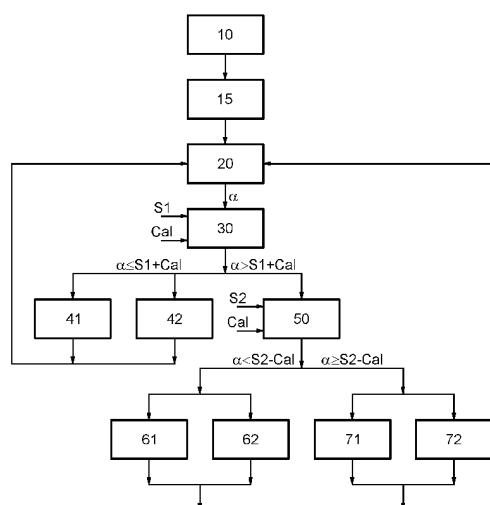 10
15
20
α
S1
Cal
30
α≤S1+Cal α>S1+Cal
41 42 S2 50
Cal
α<S2-Cal α≥S2-Cal
61 62 71 72